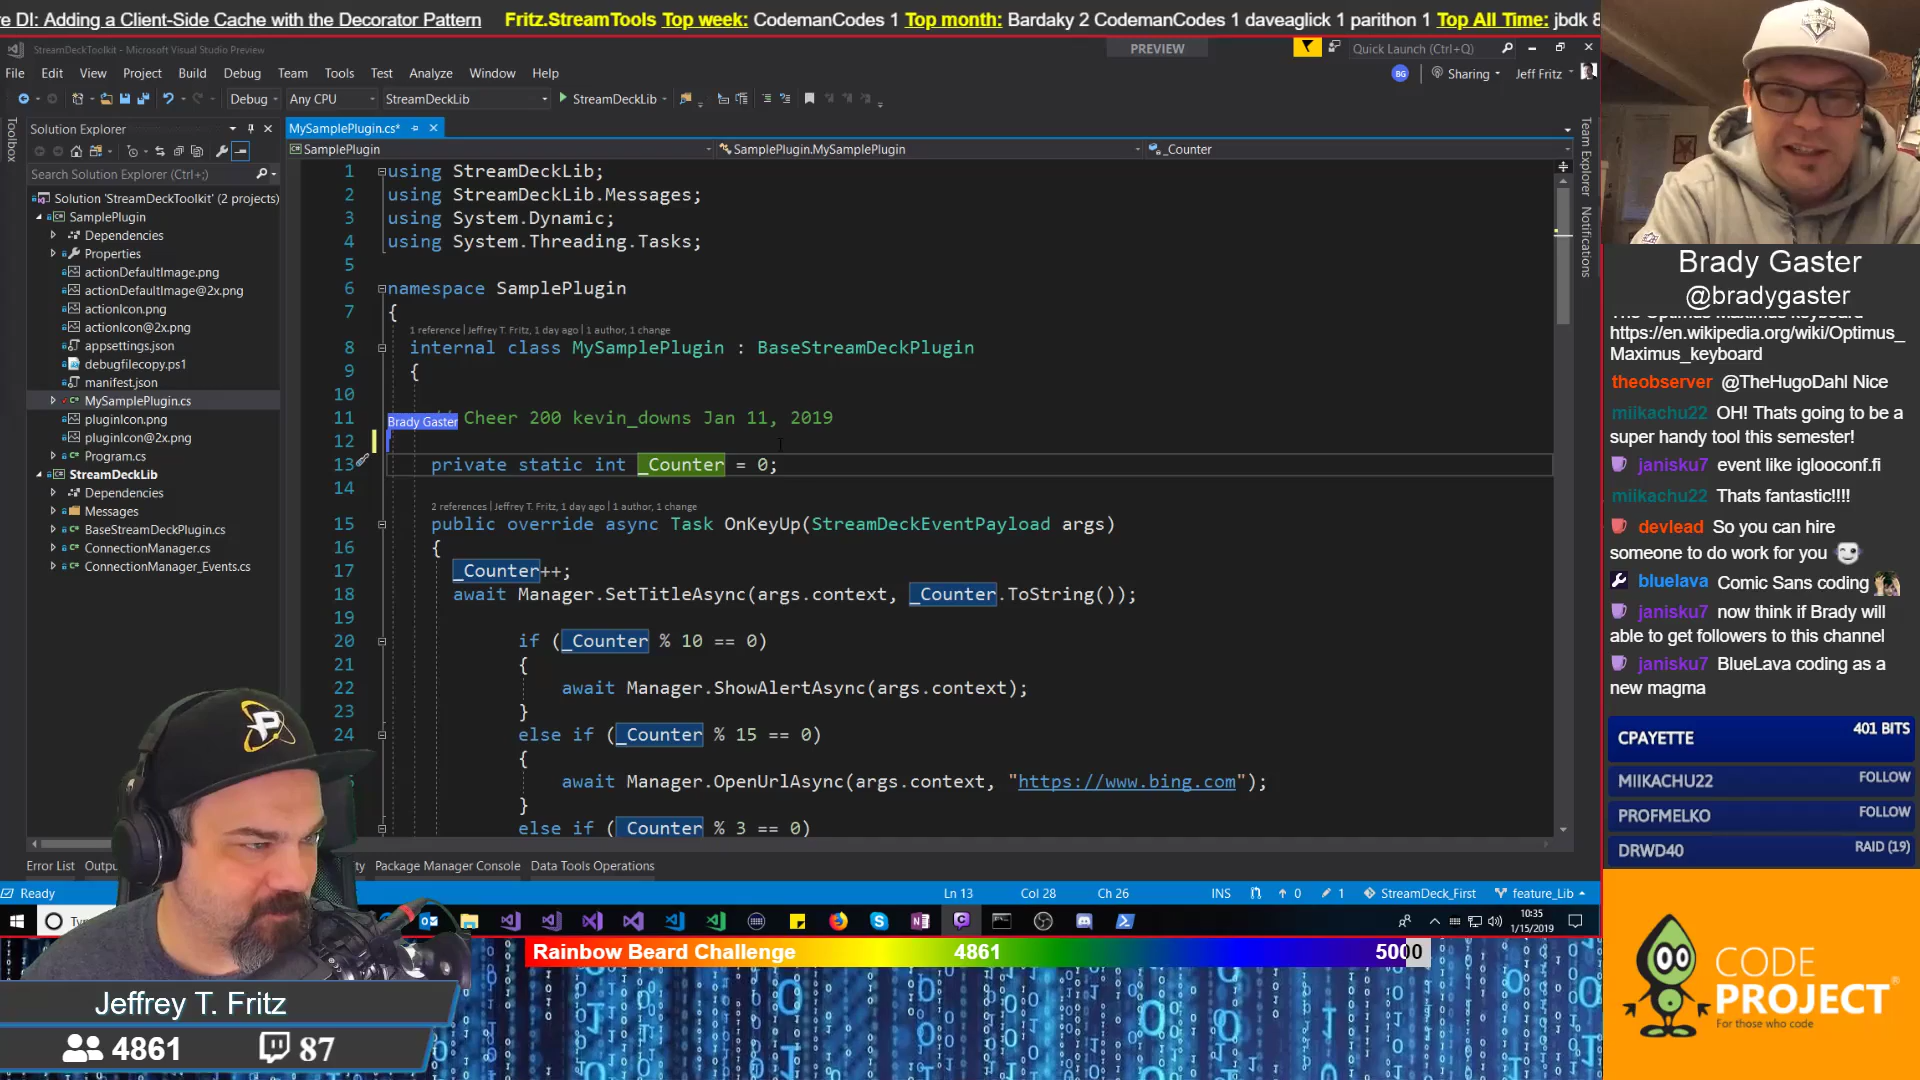 e DI: Adding a Client-Side Cache with the Decorator Pattern Fritz.StreamTools Top week: CodemanCodes 1 Top month: Bardaky 2 CodemanCodes 1 daveaglick 1 parithon 1 Top All Time: jbdk 8
StreamDeckToolkit - Microsoft Visual Studio Preview
PREVIEW
Quick Launch (Ctrl+Q)
File Edit View Project Build Debug Team Tools Test Analyze Window Help
BG
Sharing
Jeff Fritz
Debug
Any CPU
StreamDeckLib
StreamDeckLib
Toolbox
Solution Explorer
Search Solution Explorer (Ctrl+;)
Solution 'StreamDeckToolkit' (2 projects)
SamplePlugin
Dependencies
Properties
actionDefaultImage.png
actionDefaultImage@2x.png
actionIcon.png
actionIcon@2x.png
appsettings.json
debugfilecopy.ps1
manifest.json
MySamplePlugin.cs
pluginIcon.png
pluginIcon@2x.png
Program.cs
StreamDeckLib
Dependencies
Messages
BaseStreamDeckPlugin.cs
ConnectionManager.cs
ConnectionManager_Events.cs
MySamplePlugin.cs*
SamplePlugin
SamplePlugin.MySamplePlugin
_Counter
1 using StreamDeckLib;
2 using StreamDeckLib.Messages;
3 using System.Dynamic;
4 using System.Threading.Tasks;
5
6 namespace SamplePlugin
7 {
1 reference | Jeffrey T. Fritz, 1 day ago | 1 author, 1 change
8 internal class MySamplePlugin : BaseStreamDeckPlugin
9 {
10
11 Cheer 200 kevin_downs Jan 11, 2019
Brady Gaster
12
13 private static int _Counter = 0;
14
2 references | Jeffrey T. Fritz, 1 day ago | 1 author, 1 change
15 public override async Task OnKeyUp(StreamDeckEventPayload args)
16 {
17 _Counter++;
18 await Manager.SetTitleAsync(args.context, _Counter.ToString());
19
20 if (_Counter % 10 == 0)
21 {
22 await Manager.ShowAlertAsync(args.context);
23 }
24 else if (_Counter % 15 == 0)
{
await Manager.OpenUrlAsync(args.context, "https://www.bing.com");
}
else if (_Counter % 3 == 0)
Team Explorer
Notifications
Error List
Outpu
Package Manager Console
Data Tools Operations
Ready
Ln 13
Col 28
Ch 26
INS
0
1
StreamDeck_First
feature_Lib
10:35
1/15/2019
Brady Gaster
@bradygaster
The Optimus Maximus keyboard
https://en.wikipedia.org/wiki/Optimus_
Maximus_keyboard
theobserver @TheHugoDahl Nice
miikachu22 OH! Thats going to be a
super handy tool this semester!
janisku7 event like iglooconf.fi
miikachu22 Thats fantastic!!!!
devlead So you can hire
someone to do work for you
bluelava Comic Sans coding
janisku7 now think if Brady will
able to get followers to this channel
janisku7 BlueLava coding as a
new magma
CPAYETTE 401 BITS
MIIKACHU22 FOLLOW
PROFMELKO FOLLOW
DRWD40 RAID (19)
Rainbow Beard Challenge 4861 5000
Jeffrey T. Fritz
4861 87
CODE
PROJECT
For those who code